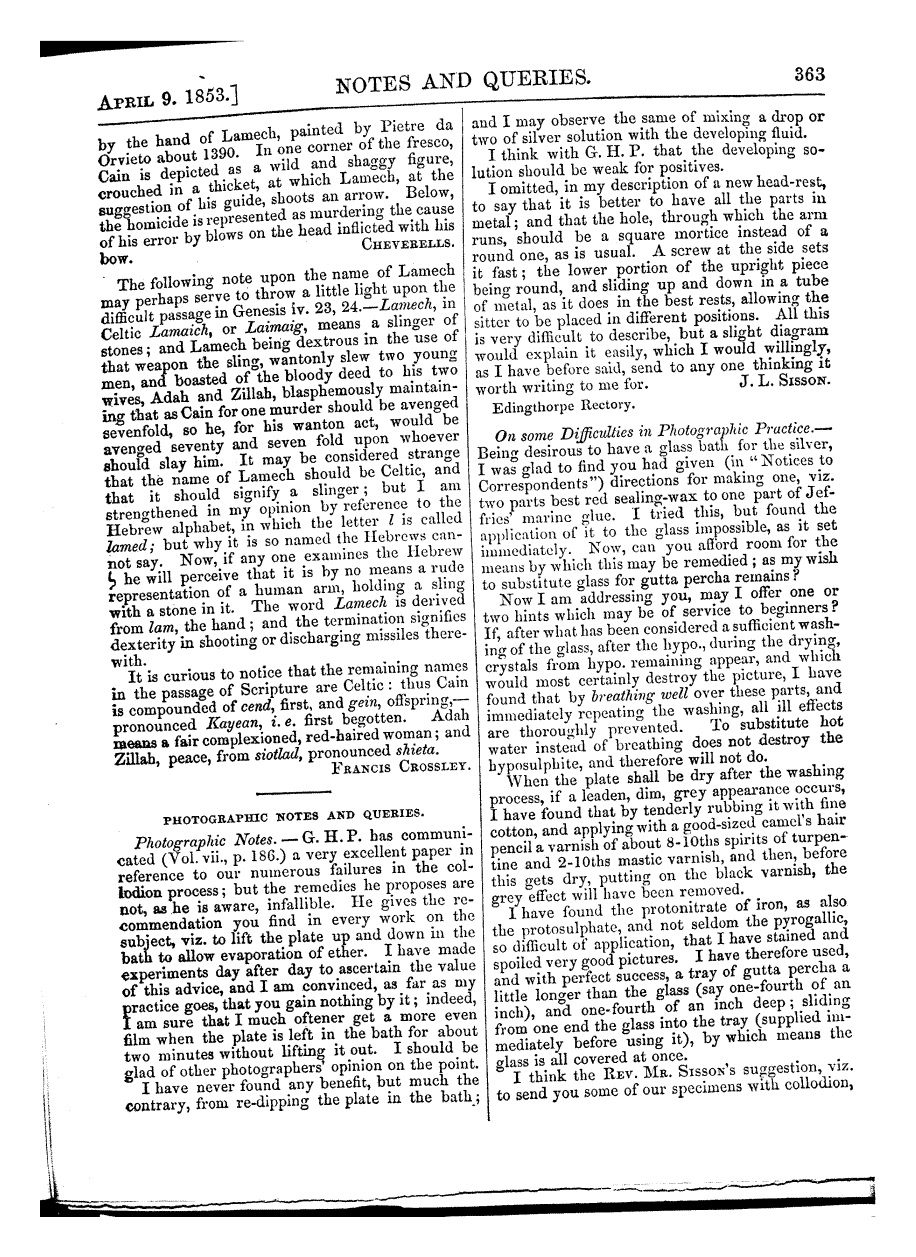 APRIL 9. 1853.]
NOTES AND QUERIES.
363
by the hand of Lamech, painted by Pietre da
Orvieto about 1390. In one corner of the fresco,
Cain is depicted as a wild and shaggy figure,
crouched in a thicket, at which Lamech, at the
suggestion of his guide, shoots an arrow. Below,
the homicide is represented as murdering the cause
of his error by blows on the head inflicted with his
bow. CHEVERELLS.
The following note upon the name of Lamech
may perhaps serve to throw a little light upon the
difficult passage in Genesis iv. 23, 24.—Lamech, in
Celtic Lamaich, or Laimaig, means a slinger of
stones; and Lamech being dextrous in the use of
that weapon the sling, wantonly slew two young
men, and boasted of the bloody deed to his two
wives, Adah and Zillah, blasphemously maintain-
ing that as Cain for one murder should be avenged
sevenfold, so he, for his wanton act, would be
avenged seventy and seven fold upon whoever
should slay him. It may be considered strange
that the name of Lamech should be Celtic, and
that it should signify a slinger; but I am
strengthened in my opinion by reference to the
Hebrew alphabet, in which the letter l is called
lamed; but why it is so named the Hebrews can-
not say. Now, if any one examines the Hebrew
ל he will perceive that it is by no means a rude
representation of a human arm, holding a sling
with a stone in it. The word Lamech is derived
from lam, the hand; and the termination signifies
dexterity in shooting or discharging missiles there-
with.
It is curious to notice that the remaining names
in the passage of Scripture are Celtic: thus Cain
is compounded of cend, first, and gein, offspring,—
pronounced Kayean, i. e. first begotten. Adah
means a fair complexioned, red-haired woman; and
Zillah, peace, from siotlad, pronounced shieta.
FRANCIS CROSSLEY.
PHOTOGRAPHIC NOTES AND QUERIES.
Photographic Notes. — G. H. P. has communi-
cated (Vol. vii., p. 186.) a very excellent paper in
reference to our numerous failures in the col-
lodion process; but the remedies he proposes are
not, as he is aware, infallible. He gives the re-
commendation you find in every work on the
subject, viz. to lift the plate up and down in the
bath to allow evaporation of ether. I have made
experiments day after day to ascertain the value
of this advice, and I am convinced, as far as my
practice goes, that you gain nothing by it; indeed,
I am sure that I much oftener get a more even
film when the plate is left in the bath for about
two minutes without lifting it out. I should be
glad of other photographers' opinion on the point.
I have never found any benefit, but much the
contrary, from re-dipping the plate in the bath;
and I may observe the same of mixing a drop or
two of silver solution with the developing fluid.
I think with G. H. P. that the developing so-
lution should be weak for positives.
I omitted, in my description of a new head-rest,
to say that it is better to have all the parts in
metal; and that the hole, through which the arm
runs, should be a square mortice instead of a
round one, as is usual. A screw at the side sets
it fast; the lower portion of the upright piece
being round, and sliding up and down in a tube
of metal, as it does in the best rests, allowing the
sitter to be placed in different positions. All this
is very difficult to describe, but a slight diagram
would explain it easily, which I would willingly,
as I have before said, send to any one thinking it
worth writing to me for. J. L. SISSON.
Edingthorpe Rectory.
On some Difficulties in Photographic Practice.—
Being desirous to have a glass bath for the silver,
I was glad to find you had given (in "Notices to
Correspondents") directions for making one, viz.
two parts best red sealing-wax to one part of Jef-
fries' marine glue. I tried this, but found the
application of it to the glass impossible, as it set
immediately. Now, can you afford room for the
means by which this may be remedied; as my wish
to substitute glass for gutta percha remains?
Now I am addressing you, may I offer one or
two hints which may be of service to beginners?
If, after what has been considered a sufficient wash-
ing of the glass, after the hypo., during the drying,
crystals from hypo. remaining appear, and which
would most certainly destroy the picture, I have
found that by breathing well over these parts, and
immediately repeating the washing, all ill effects
are thoroughly prevented. To substitute hot
water instead of breathing does not destroy the
hyposulphite, and therefore will not do.
When the plate shall be dry after the washing
process, if a leaden, dim, grey appearance occurs,
I have found that by tenderly rubbing it with fine
cotton, and applying with a good-sized camel's hair
pencil a varnish of about 8-10ths spirits of turpen-
tine and 2-10ths mastic varnish, and then, before
this gets dry, putting on the black varnish, the
grey effect will have been removed.
I have found the protonitrate of iron, as also
the protosulphate, and not seldom the pyrogallic,
so difficult of application, that I have stained and
spoiled very good pictures. I have therefore used,
and with perfect success, a tray of gutta percha a
little longer than the glass (say one-fourth of an
inch), and one-fourth of an inch deep; sliding
from one end the glass into the tray (supplied im-
mediately before using it), by which means the
glass is all covered at once.
I think the REV. MR. SISSON's suggestion, viz.
to send you some of our specimens with collodion,